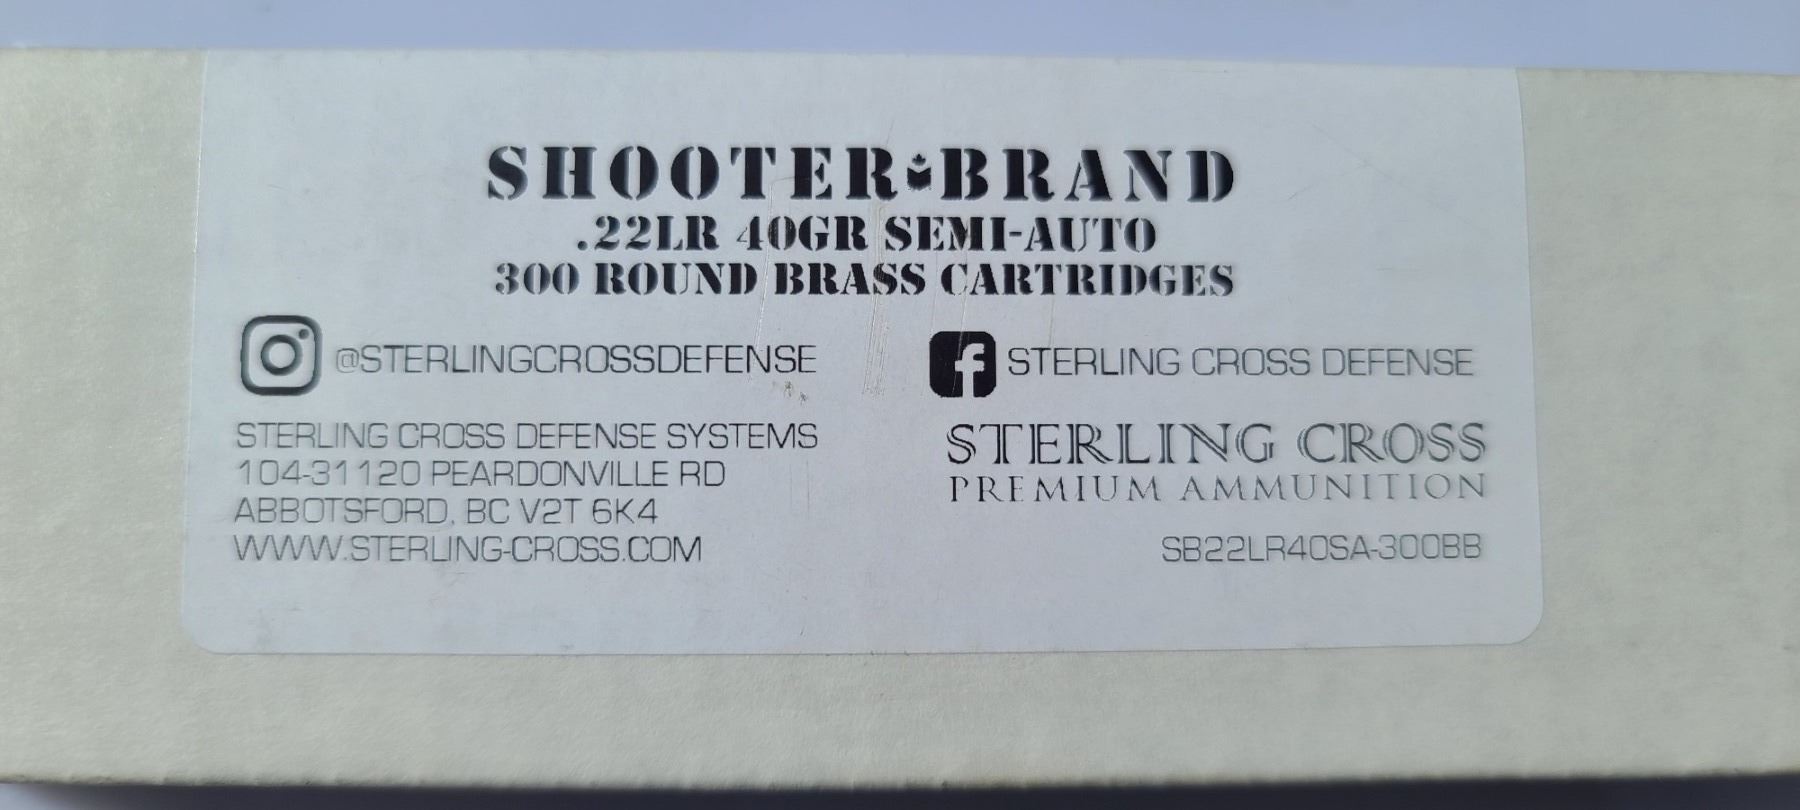 SHOOTER BRAND
.22LR 40GR SEMI-AUTO
300 ROUND BRASS CARTRIDGES
@STERLINGCROSSDEFENSE
STERLING CROSS DEFENSE
STERLING CROSS DEFENSE SYSTEMS
104-31120 PEARDONVILLE RD
ABBOTSFORD, BC V2T 6K4
WWW.STERLING-CROSS.COM
STERLING CROSS
PREMIUM AMMUNITION
SB22LR40SA-300BB